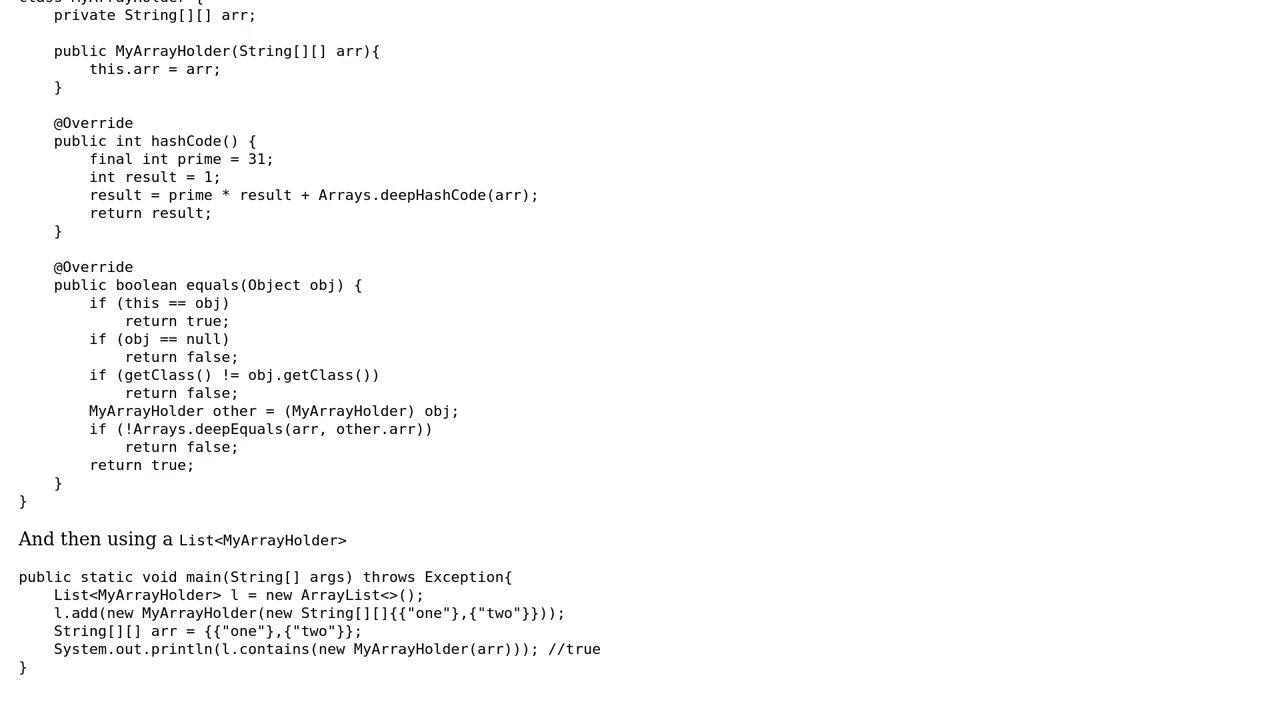 class MyArrayHolder {
    private String[][] arr;

    public MyArrayHolder(String[][] arr){
        this.arr = arr;
    }

    @Override
    public int hashCode() {
        final int prime = 31;
        int result = 1;
        result = prime * result + Arrays.deepHashCode(arr);
        return result;
    }

    @Override
    public boolean equals(Object obj) {
        if (this == obj)
            return true;
        if (obj == null)
            return false;
        if (getClass() != obj.getClass())
            return false;
        MyArrayHolder other = (MyArrayHolder) obj;
        if (!Arrays.deepEquals(arr, other.arr))
            return false;
        return true;
    }
}
And then using a List<MyArrayHolder>
public static void main(String[] args) throws Exception{
    List<MyArrayHolder> l = new ArrayList<>();
    l.add(new MyArrayHolder(new String[][]{{"one"},{"two"}}));
    String[][] arr = {{"one"},{"two"}};
    System.out.println(l.contains(new MyArrayHolder(arr))); //true
}